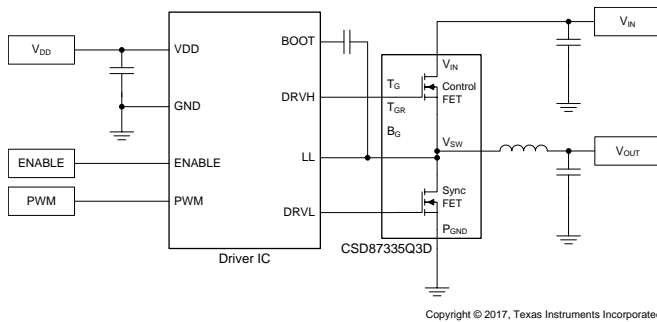 VDD
VDD
GND
ENABLE
PWM
ENABLE
PWM
BOOT
DRVH
LL
DRVL
Driver IC
TG
TGR
BG
VIN
Control
FET
VSW
Sync
FET
PGND
CSD87335Q3D
VIN
VOUT
Copyright © 2017, Texas Instruments Incorporated